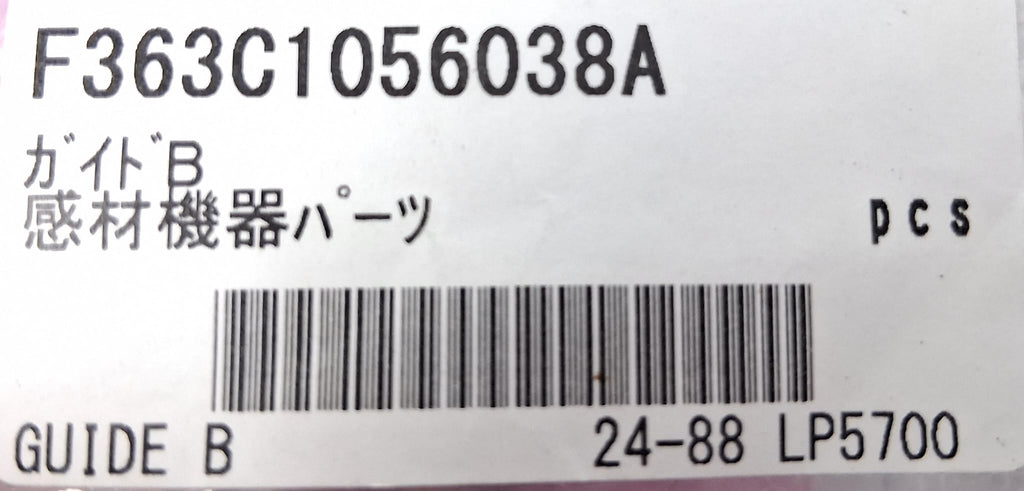 F363C1056038A
ｶﾞｲﾄﾞB
感材機器ﾊﾟｰﾂ pcs
GUIDE B 24-88 LP5700